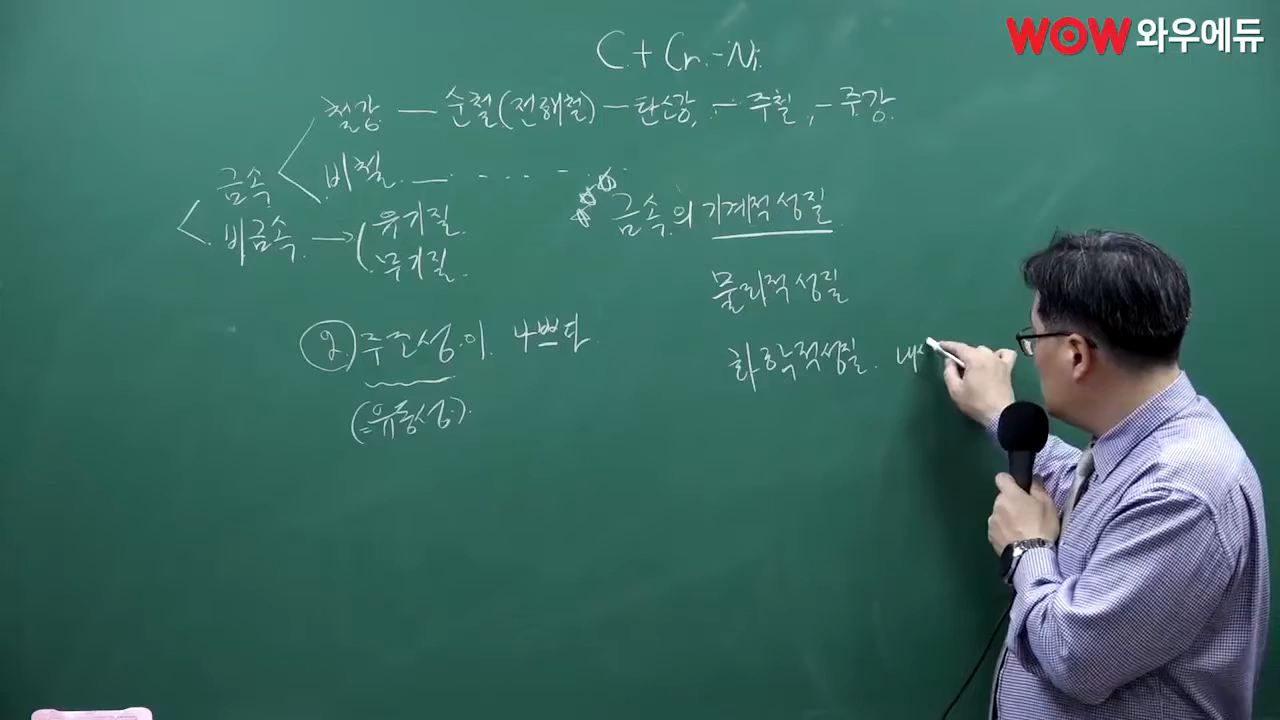 WOW 와우에듀
C + Cr - Ni
철강 — 순철(전해철) — 탄소강, — 주철, — 주강
비철 — . - - - -
금속
비금속 → 유기질
무기질
금속의 기계적 성질
물리적 성질
② 주조성이 나쁘다
화학적성질. 내
(=유동성)